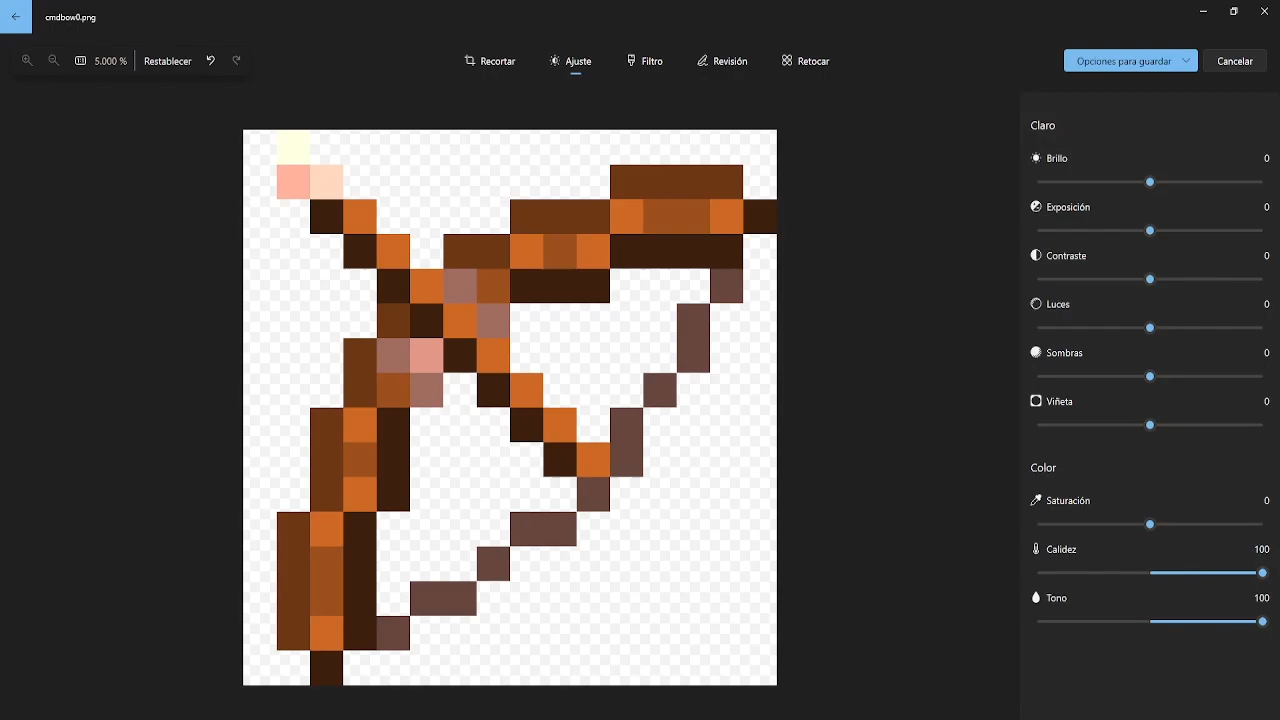 cmdbow0.png
5.000 %
Restablecer
Recortar
Ajuste
Filtro
Revisión
Retocar
Opciones para guardar
Cancelar
Claro
Brillo 0
Exposición 0
Contraste 0
Luces 0
Sombras 0
Viñeta 0
Color
Saturación 0
Calidez 100
Tono 100